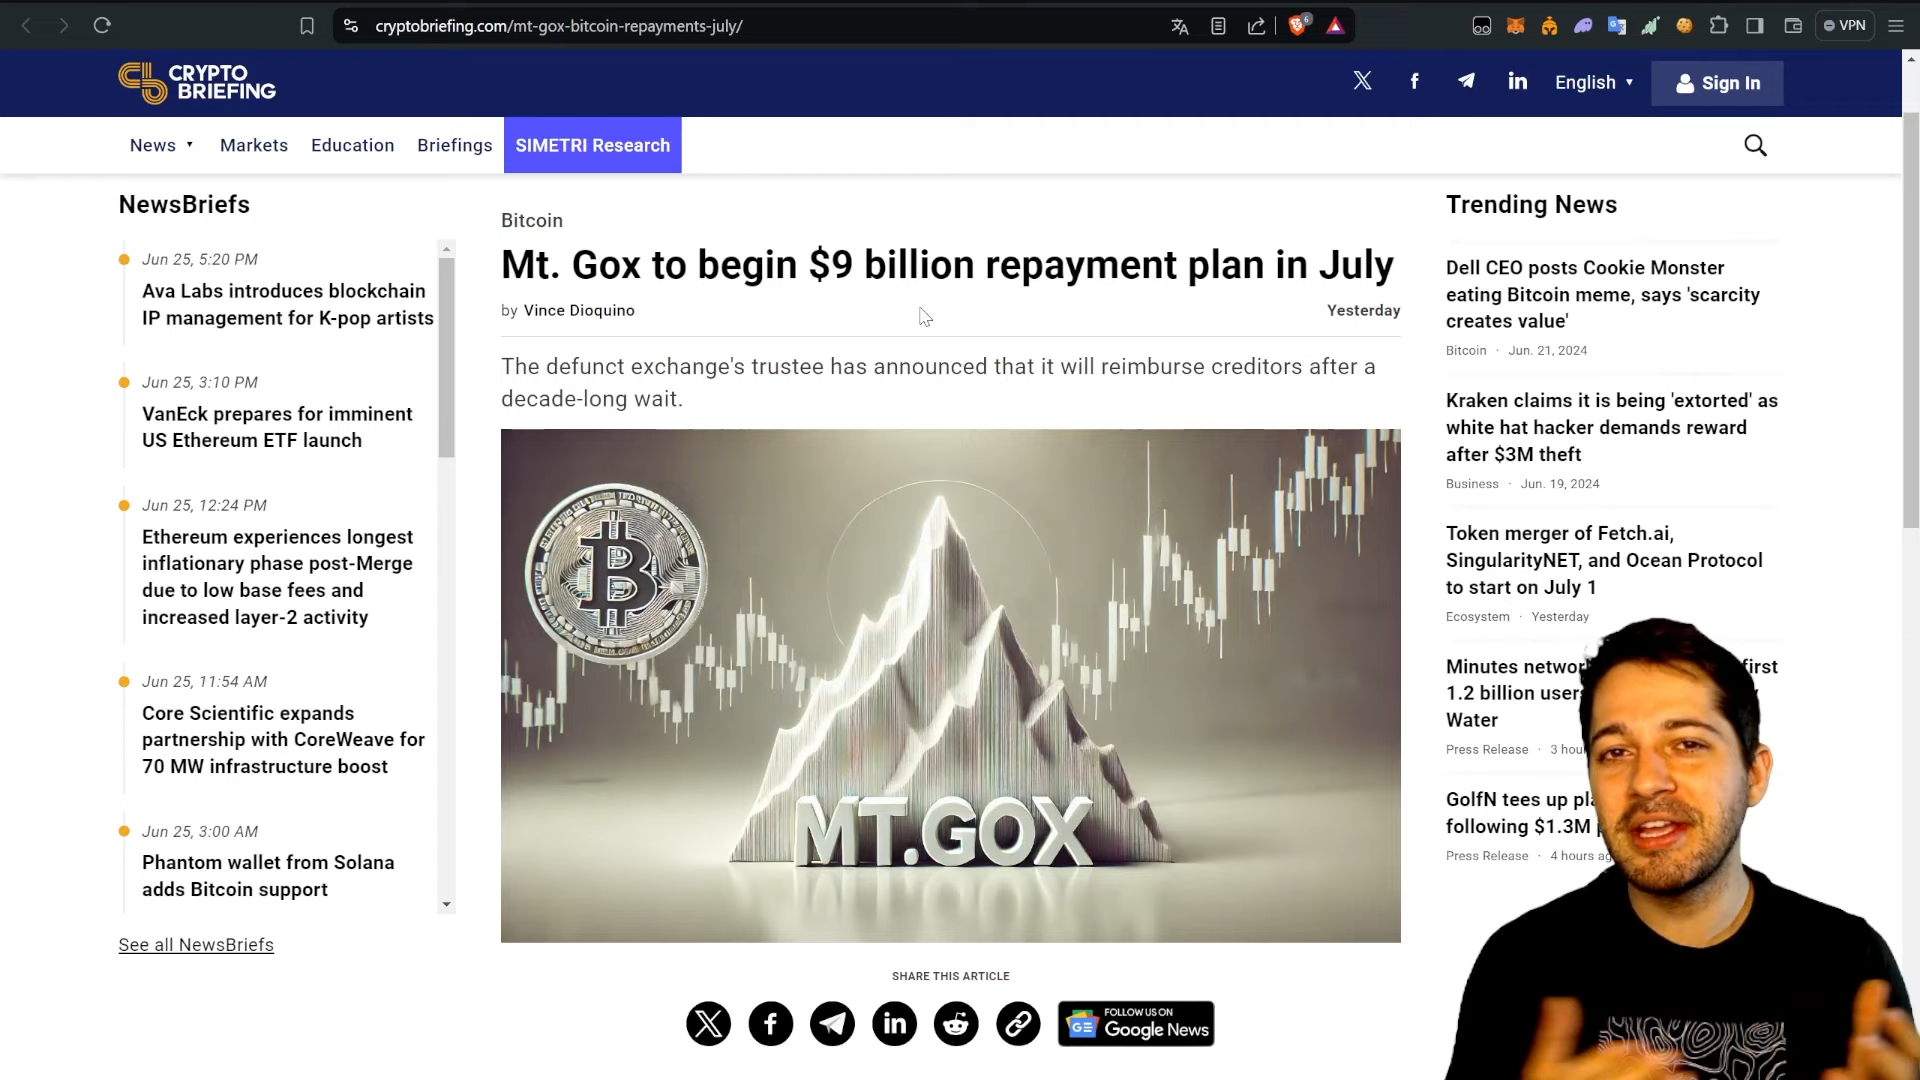 cryptobriefing.com/mt-gox-bitcoin-repayments-july/
6
VPN
CRYPTO
BRIEFING
English
Sign In
News
Markets
Education
Briefings
SIMETRI Research
NewsBriefs
Jun 25, 5:20 PM
Ava Labs introduces blockchain
IP management for K-pop artists
Jun 25, 3:10 PM
VanEck prepares for imminent
US Ethereum ETF launch
Jun 25, 12:24 PM
Ethereum experiences longest
inflationary phase post-Merge
due to low base fees and
increased layer-2 activity
Jun 25, 11:54 AM
Core Scientific expands
partnership with CoreWeave for
70 MW infrastructure boost
Jun 25, 3:00 AM
Phantom wallet from Solana
adds Bitcoin support
See all NewsBriefs
Bitcoin
Mt. Gox to begin $9 billion repayment plan in July
by Vince Dioquino
Yesterday
The defunct exchange's trustee has announced that it will reimburse creditors after a
decade-long wait.
MT.GOX
SHARE THIS ARTICLE
FOLLOW US ON
Google News
Trending News
Dell CEO posts Cookie Monster
eating Bitcoin meme, says 'scarcity
creates value'
Bitcoin · Jun. 21, 2024
Kraken claims it is being 'extorted' as
white hat hacker demands reward
after $3M theft
Business · Jun. 19, 2024
Token merger of Fetch.ai,
SingularityNET, and Ocean Protocol
to start on July 1
Ecosystem · Yesterday
Minutes first
1.2 billion
Water
Press Release · 3
GolfN tees up
following $1.3M
Press Release · 4 hours